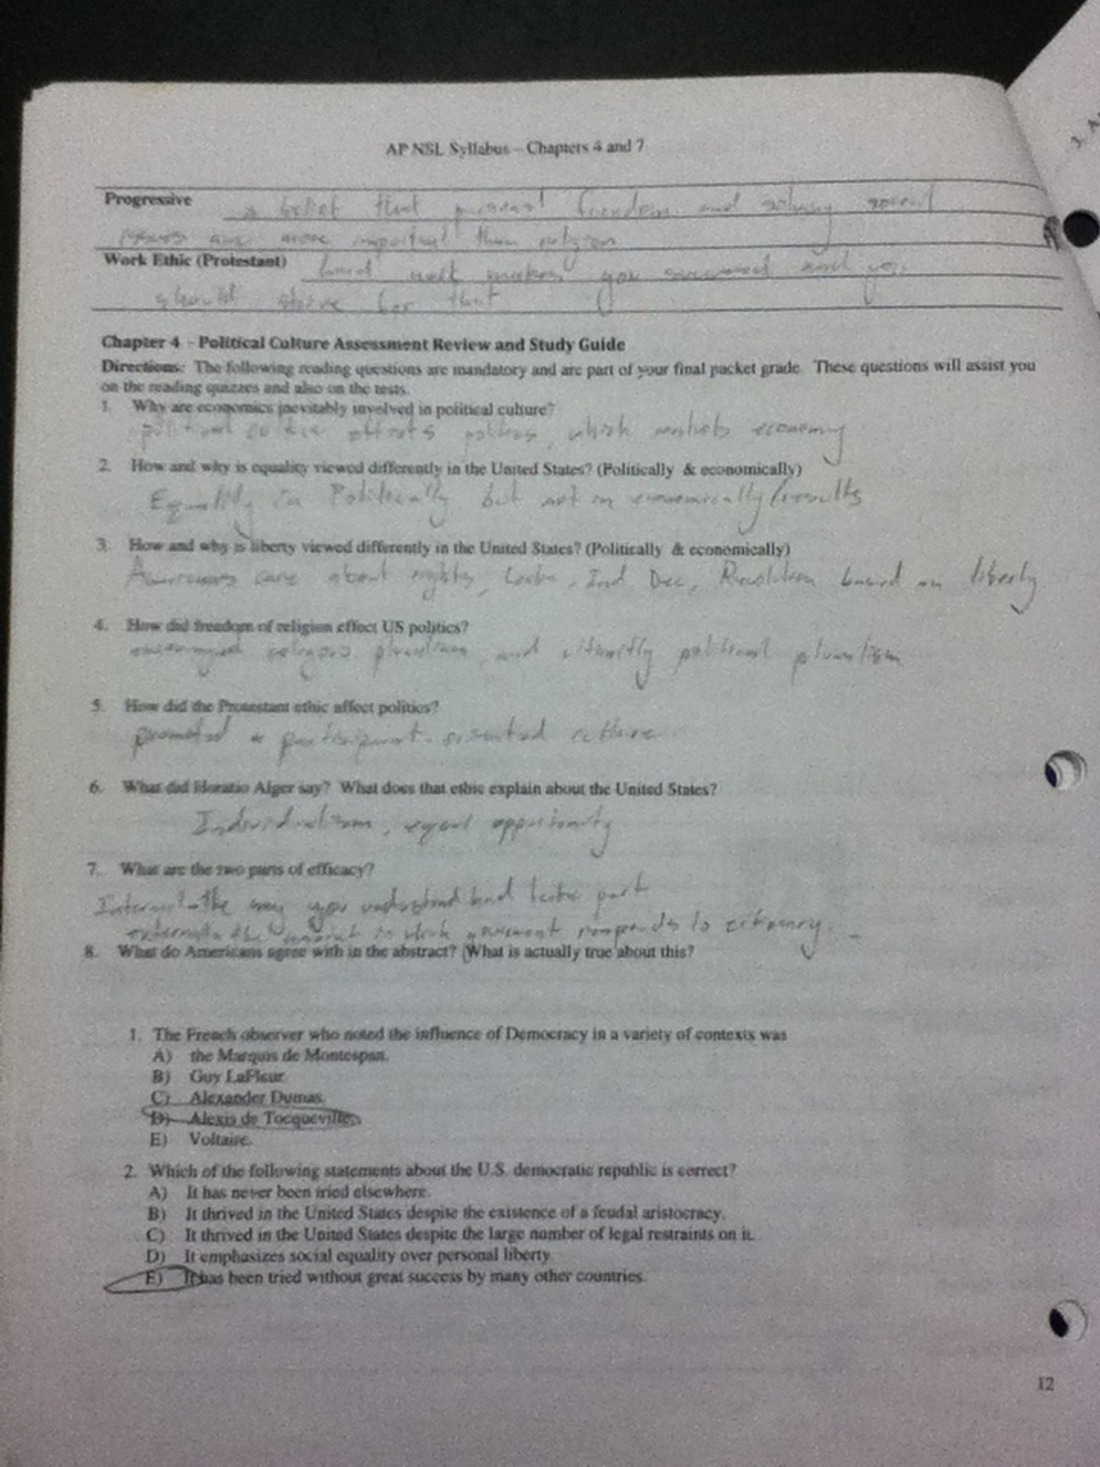 AP NSL Syllabus - Chapters 4 and 7
Progressive a belief that personal freedom and solving social
issues are more important than religion
Work Ethic (Protestant) hard work makes you succeed and you
should strive for that
Chapter 4 - Political Culture Assessment Review and Study Guide
Directions: The following reading questions are mandatory and are part of your final packet grade. These questions will assist you
on the reading quizzes and also on the tests.
1. Why are economics inevitably involved in political culture?
political culture affects politics, which controls economy
2. How and why is equality viewed differently in the United States? (Politically & economically)
Equality in Politically but not in economically/results
3. How and why is liberty viewed differently in the United States? (Politically & economically)
Americans care about rights, Locke, Ind Dec, Revolution based on liberty
4. How did freedom of religion effect US politics?
encouraged religious pluralism, and political pluralism
5. How did the Protestant ethic affect politics?
promoted a participant-oriented culture
6. What did Horatio Alger say? What does that ethic explain about the United States?
Individualism, equal opportunity
7. What are the two parts of efficacy?
Internal-the way you understand and take part
external-the to which government responds to citizenry.
8. What do Americans agree with in the abstract? (What is actually true about this?
1. The French observer who noted the influence of Democracy in a variety of contexts was
A) the Marquis de Montespan.
B) Guy LaFleur.
C) Alexander Dumas.
D) Alexis de Tocqueville.
E) Voltaire.
2. Which of the following statements about the U.S. democratic republic is correct?
A) It has never been tried elsewhere.
B) It thrived in the United States despite the existence of a feudal aristocracy.
C) It thrived in the United States despite the large number of legal restraints on it.
D) It emphasizes social equality over personal liberty.
E) It has been tried without great success by many other countries.
12